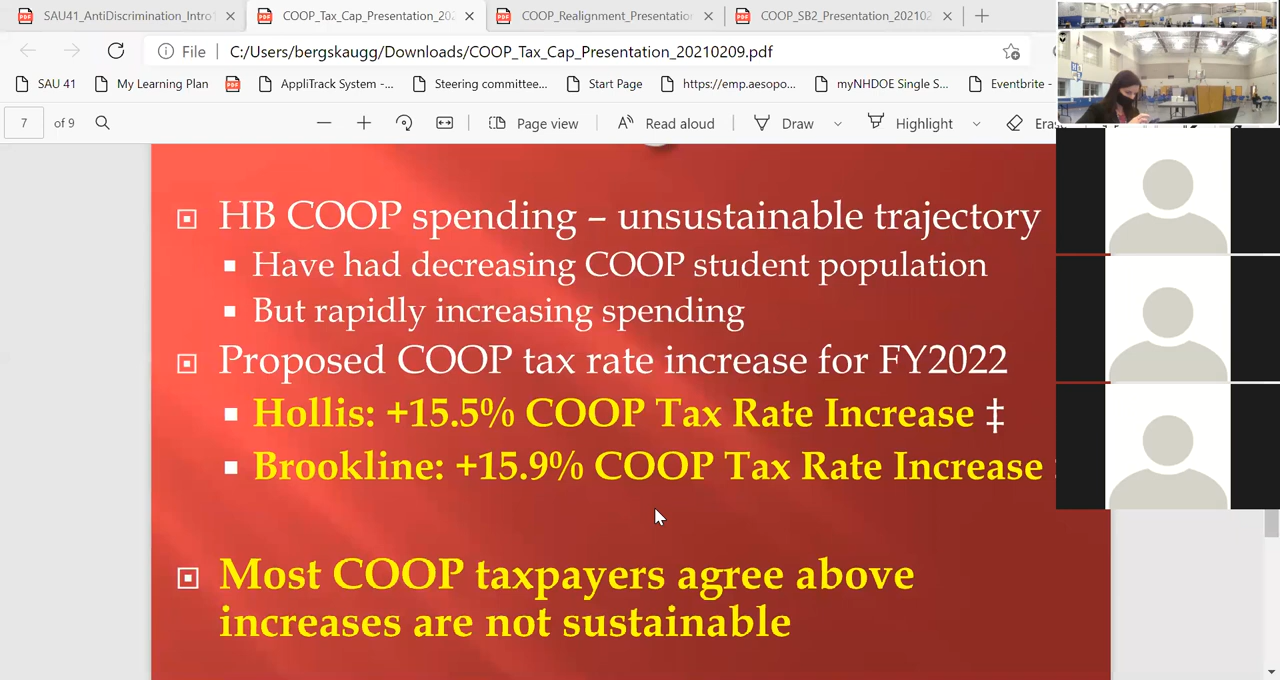 SAU41_AntiDiscrimination_Intro
COOP_Tax_Cap_Presentation_202
COOP_Realignment_Presentation
COOP_SB2_Presentation_202102
File
C:/Users/bergskaugg/Downloads/COOP_Tax_Cap_Presentation_20210209.pdf
SAU 41
My Learning Plan
AppliTrack System -...
Steering committee...
Start Page
https://emp.aesopo...
myNHDOE Single S...
Eventbrite -
7 of 9
Page view
Read aloud
Draw
Highlight
HB COOP spending – unsustainable trajectory
Have had decreasing COOP student population
But rapidly increasing spending
Proposed COOP tax rate increase for FY2022
Hollis: +15.5% COOP Tax Rate Increase ‡
Brookline: +15.9% COOP Tax Rate Increase
Most COOP taxpayers agree above
increases are not sustainable